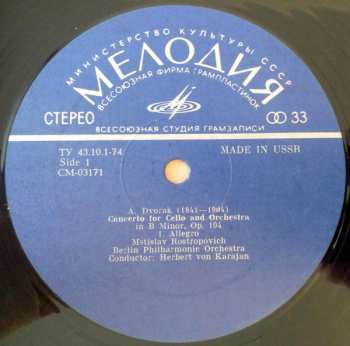 МИНИСТЕРСТВО КУЛЬТУРЫ СССР
МЕЛОДИЯ
ВСЕСОЮЗНАЯ ФИРМА ГРАМПЛАСТИНОК
СТЕРЕО
33
ВСЕСОЮЗНАЯ СТУДИЯ ГРАМЗАПИСИ
ТУ 43.10.1-74
MADE IN USSR
Side 1
СМ-03171
A. Dvorak (1841—1904)
Concerto for Cello and Orchestra
in B Minor, Op. 104
1. Allegro
Mstislav Rostropovich
Berlin Philharmonic Orchestra
Conductor: Herbert von Karajan